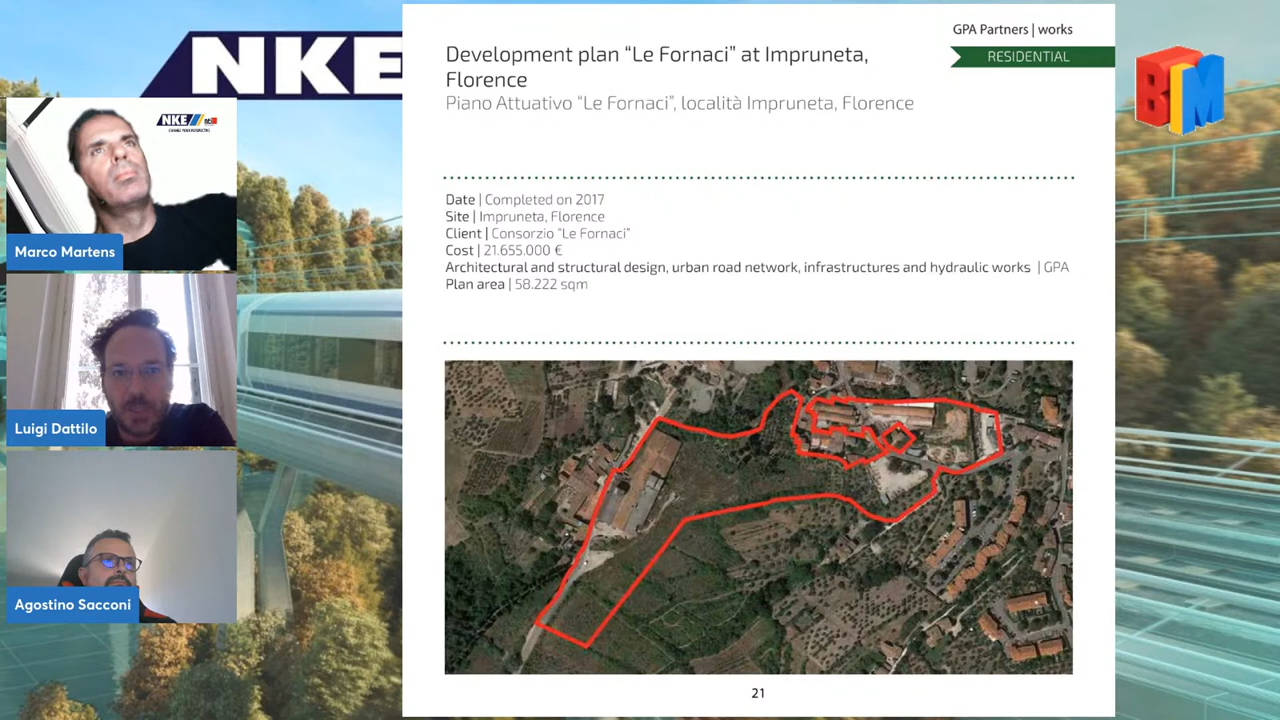 NKE
GPA Partners | works
RESIDENTIAL
BIM
Development plan “Le Fornaci” at Impruneta,
Florence
Piano Attuativo “Le Fornaci”, località Impruneta, Florence
Date | Completed on 2017
Site | Impruneta, Florence
Client | Consorzio “Le Fornaci”
Cost | 21.655.000 €
Architectural and structural design, urban road network, infrastructures and hydraulic works | GPA
Plan area | 58.222 sqm
21
NKE
Marco Martens
Luigi Dattilo
Agostino Sacconi